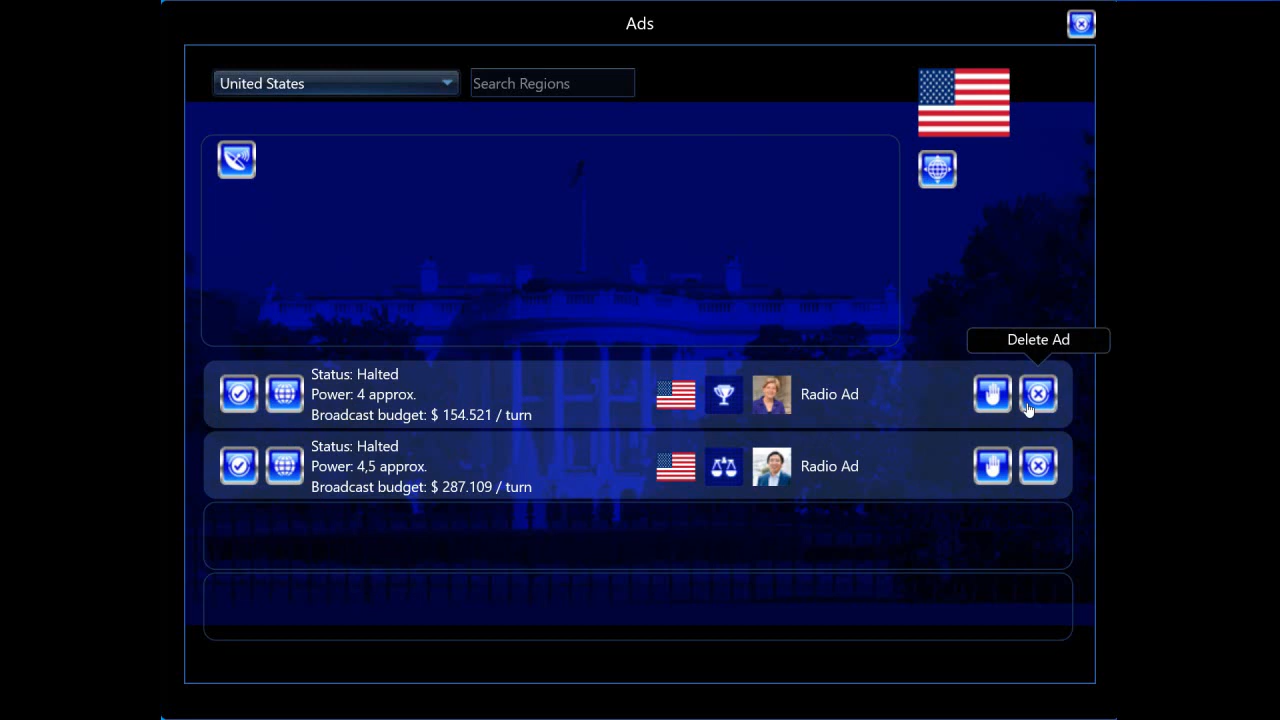 Ads
United States
Search Regions
Delete Ad
Status: Halted
Power: 4 approx.
Radio Ad
Broadcast budget: $ 154.521 / turn
Status: Halted
Power: 4,5 approx.
Radio Ad
Broadcast budget: $ 287.109 / turn